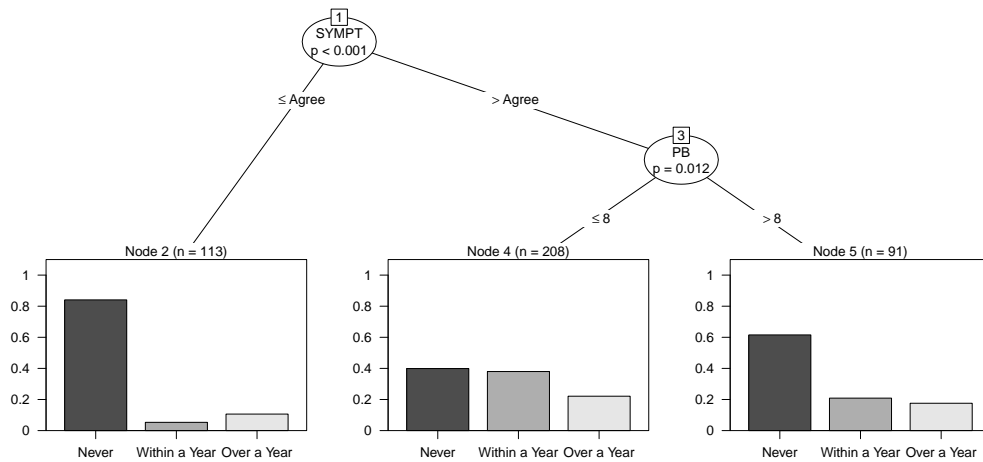 1
SYMPT
p < 0.001
≤ Agree
> Agree
3
PB
p = 0.012
≤ 8
> 8
Node 2 (n = 113)
1
0.8
0.6
0.4
0.2
0
Never Within a Year Over a Year
Node 4 (n = 208)
1
0.8
0.6
0.4
0.2
0
Never Within a Year Over a Year
Node 5 (n = 91)
1
0.8
0.6
0.4
0.2
0
Never Within a Year Over a Year